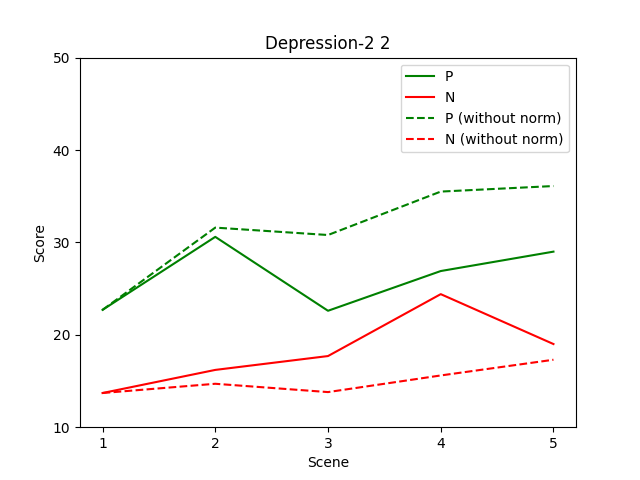 Depression-2 2
50
40
30
20
10
Score
P
N
P (without norm)
N (without norm)
1 2 3 4 5
Scene